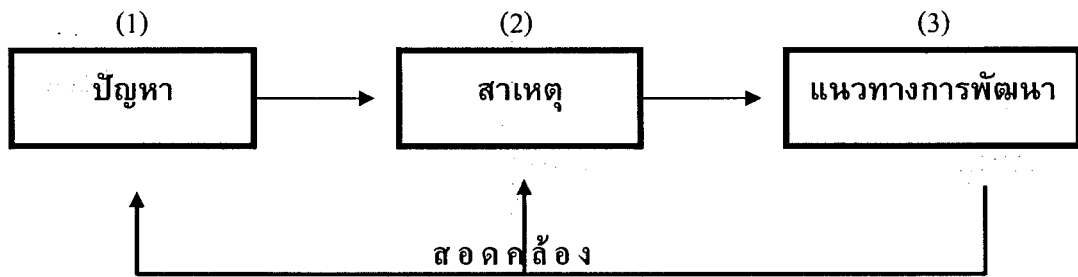 (1) (2) (3)
ปัญหา สาเหตุ แนวทางการพัฒนา
สอดคล้อง